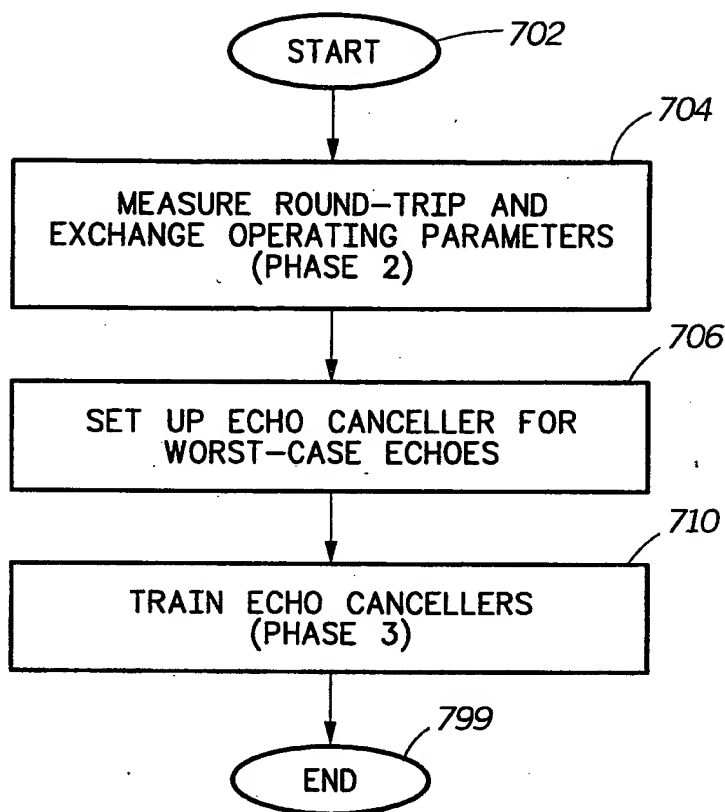 START
702
704
MEASURE ROUND-TRIP AND
EXCHANGE OPERATING PARAMETERS
(PHASE 2)
706
SET UP ECHO CANCELLER FOR
WORST-CASE ECHOES
710
TRAIN ECHO CANCELLERS
(PHASE 3)
799
END